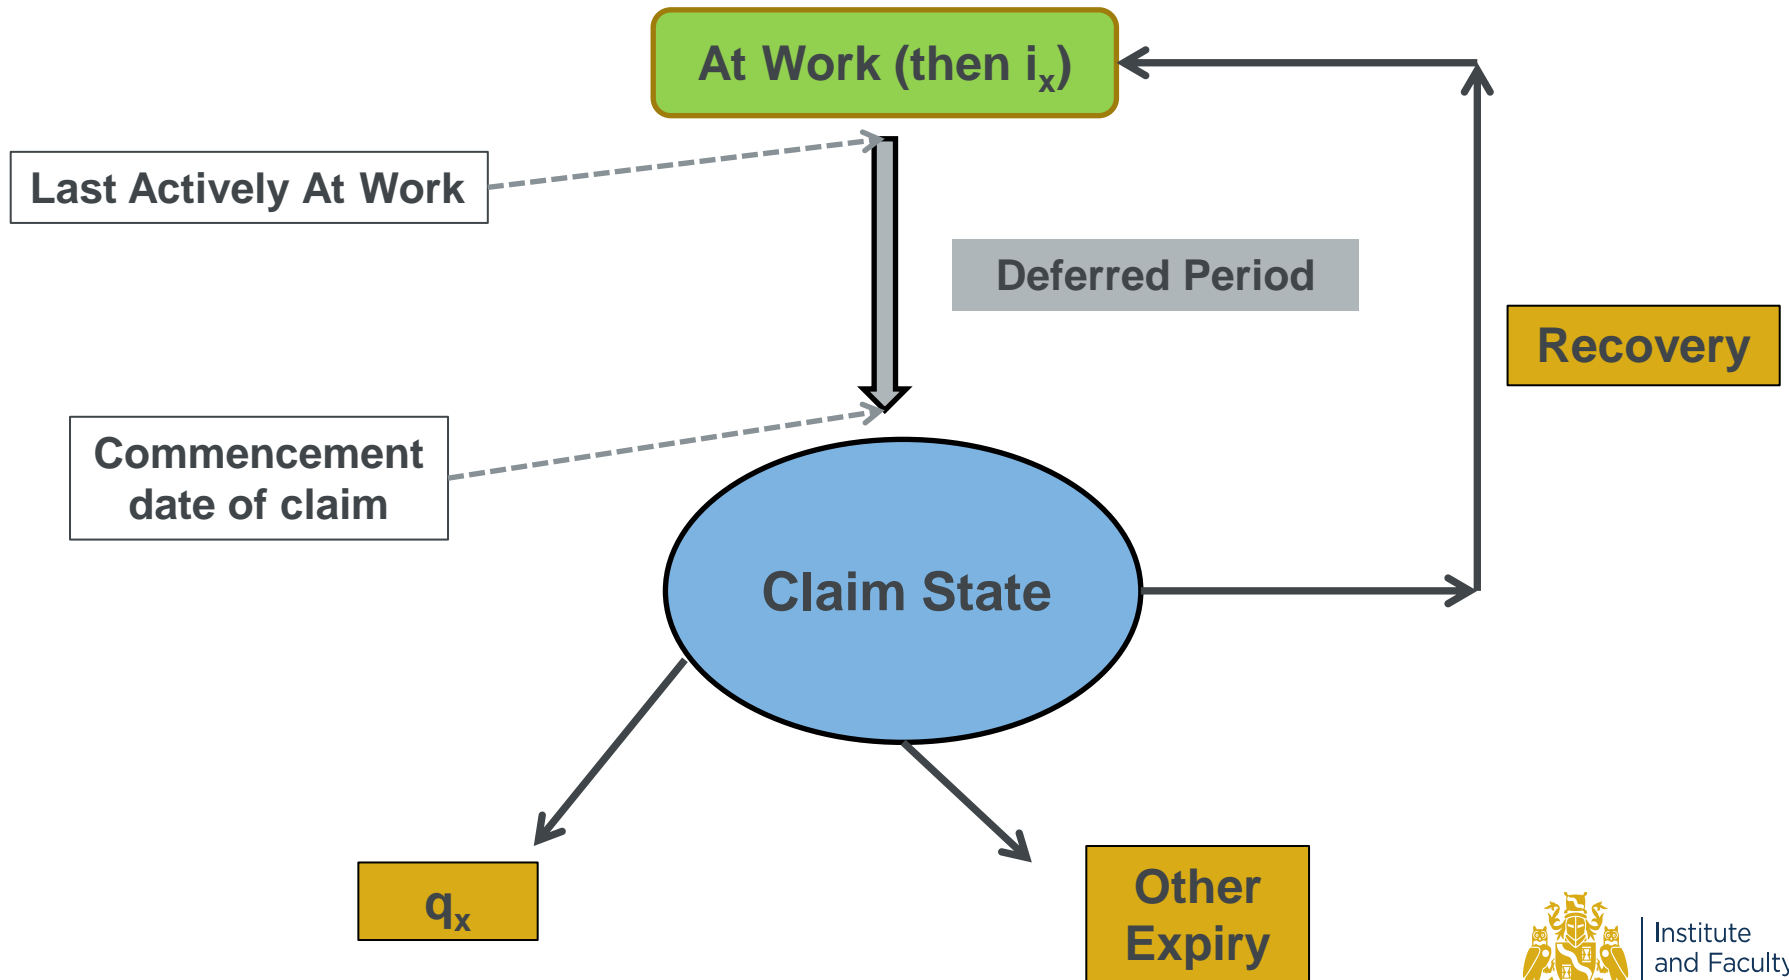 At Work (then iₓ)
Last Actively At Work
Deferred Period
Recovery
Commencement
date of claim
Claim State
qₓ
Other
Expiry
Institute
and Faculty